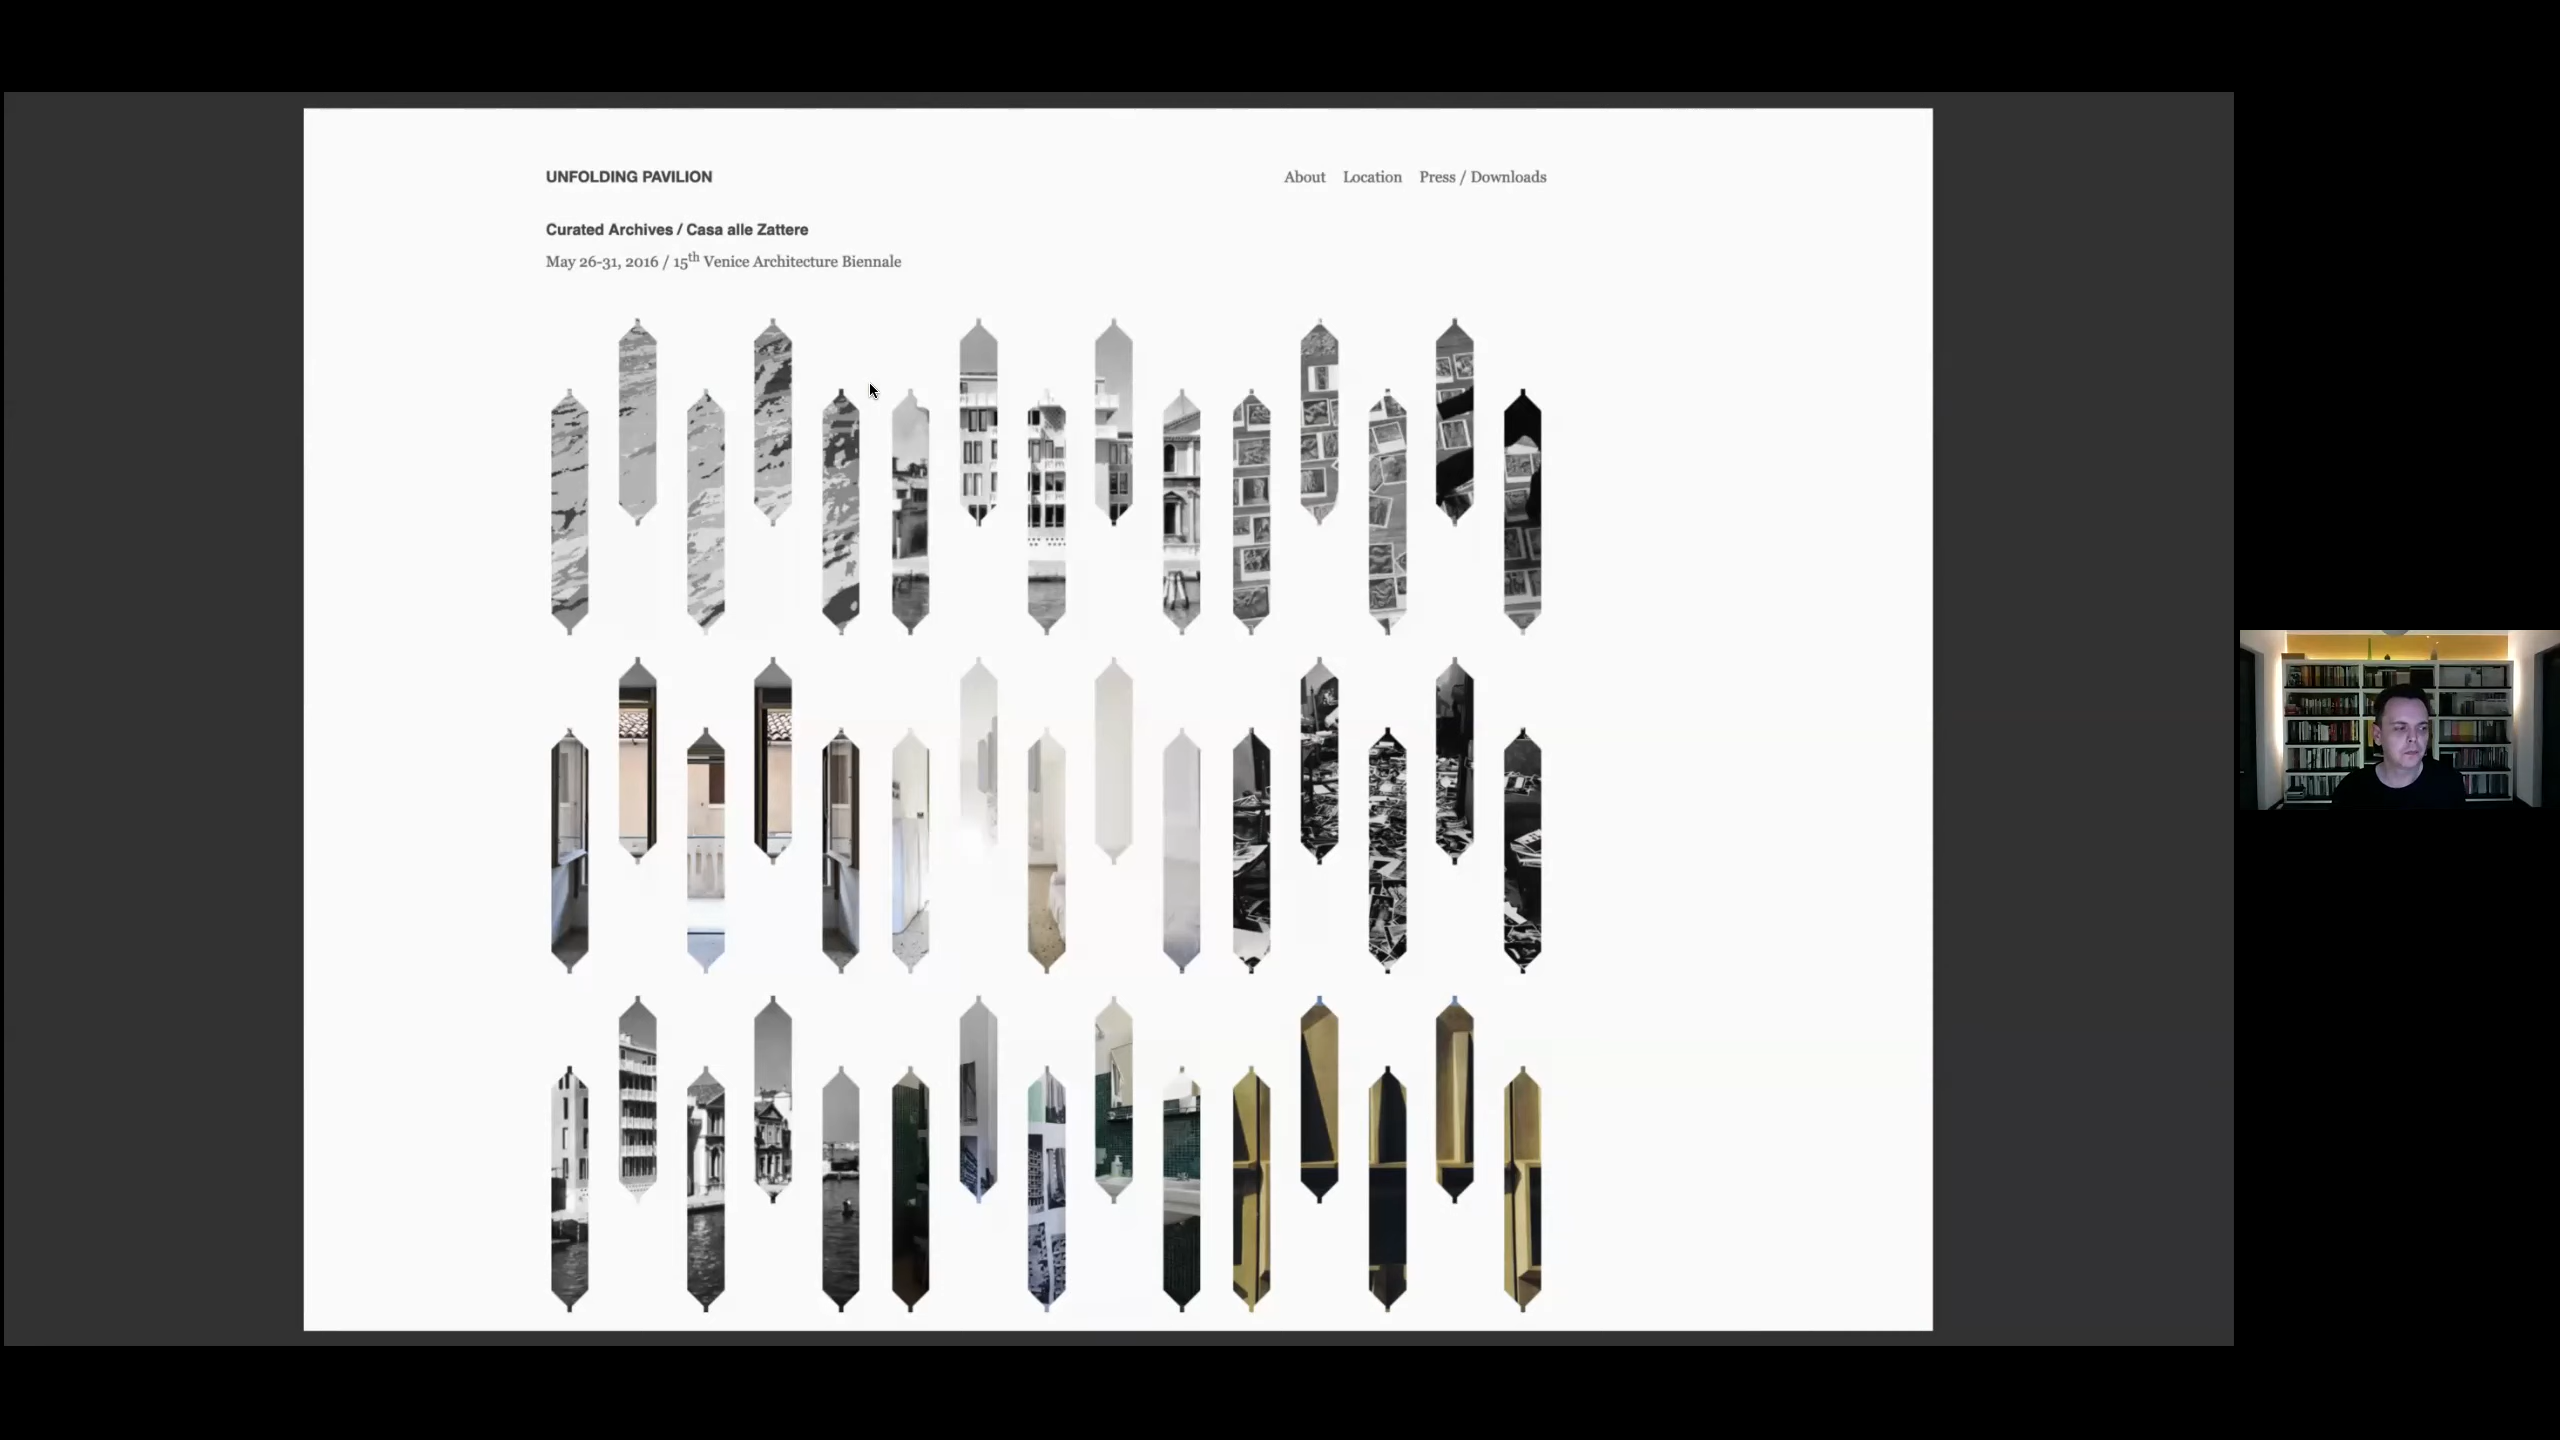 UNFOLDING PAVILION
About Location Press / Downloads
Curated Archives / Casa alle Zattere
May 26-31, 2016 / 15th Venice Architecture Biennale